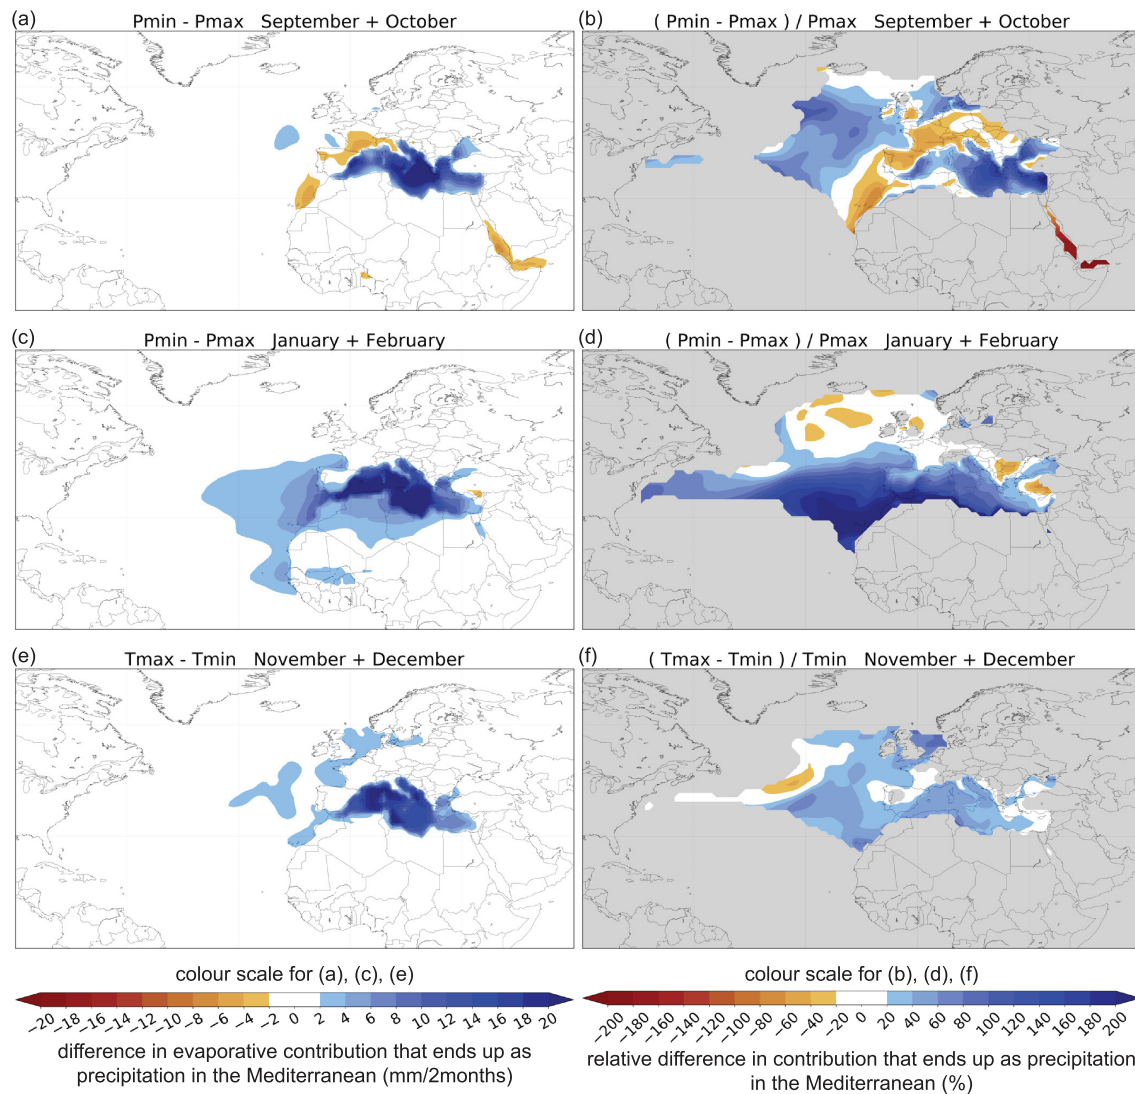 (a) Pmin - Pmax September + October
(b) ( Pmin - Pmax ) / Pmax September + October
(c) Pmin - Pmax January + February
(d) ( Pmin - Pmax ) / Pmax January + February
(e) Tmax - Tmin November + December
(f) ( Tmax - Tmin ) / Tmin November + December
colour scale for (a), (c), (e)
−20 −18 −16 −14 −12 −10 −8 −6 −4 −2 0 2 4 6 8 10 12 14 16 18 20
difference in evaporative contribution that ends up as
precipitation in the Mediterranean (mm/2months)
colour scale for (b), (d), (f)
−200 −180 −160 −140 −120 −100 −80 −60 −40 −20 0 20 40 60 80 100 120 140 160 180 200
relative difference in contribution that ends up as precipitation
in the Mediterranean (%)